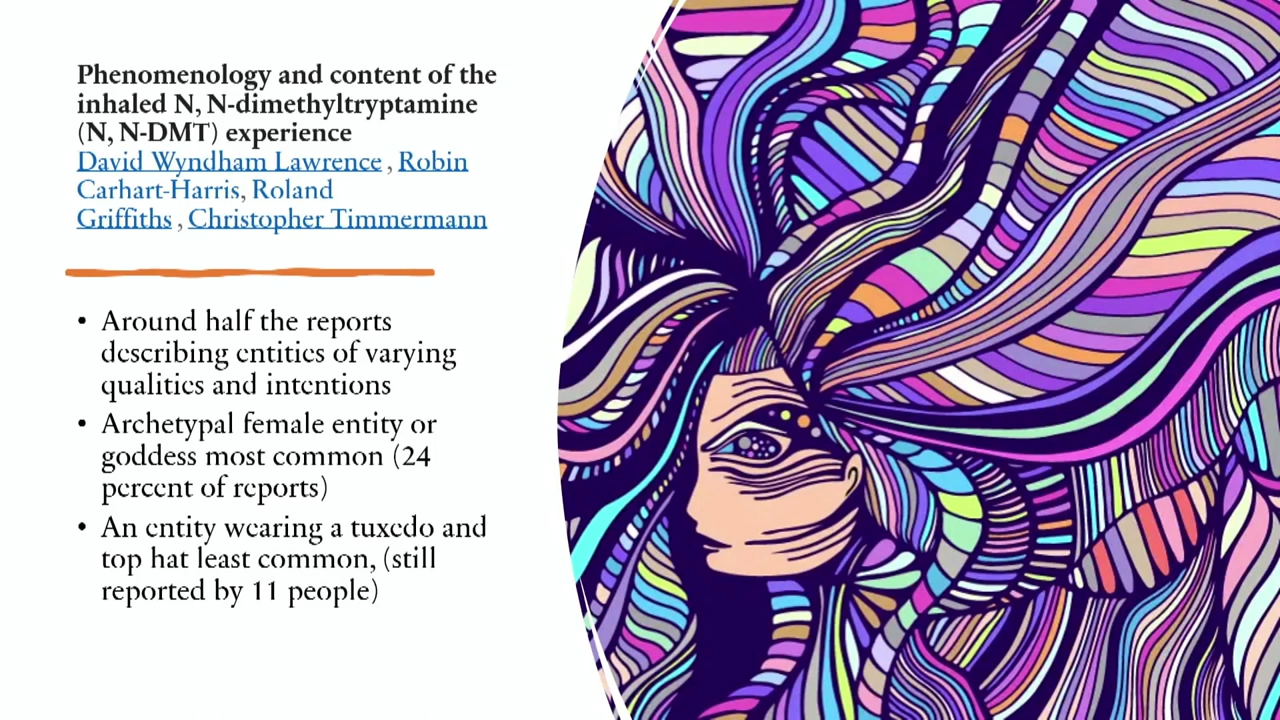 Phenomenology and content of the
inhaled N, N-dimethyltryptamine
(N, N-DMT) experience
David Wyndham Lawrence , Robin
Carhart-Harris, Roland
Griffiths , Christopher Timmermann
• Around half the reports
describing entities of varying
qualities and intentions
• Archetypal female entity or
goddess most common (24
percent of reports)
• An entity wearing a tuxedo and
top hat least common, (still
reported by 11 people)